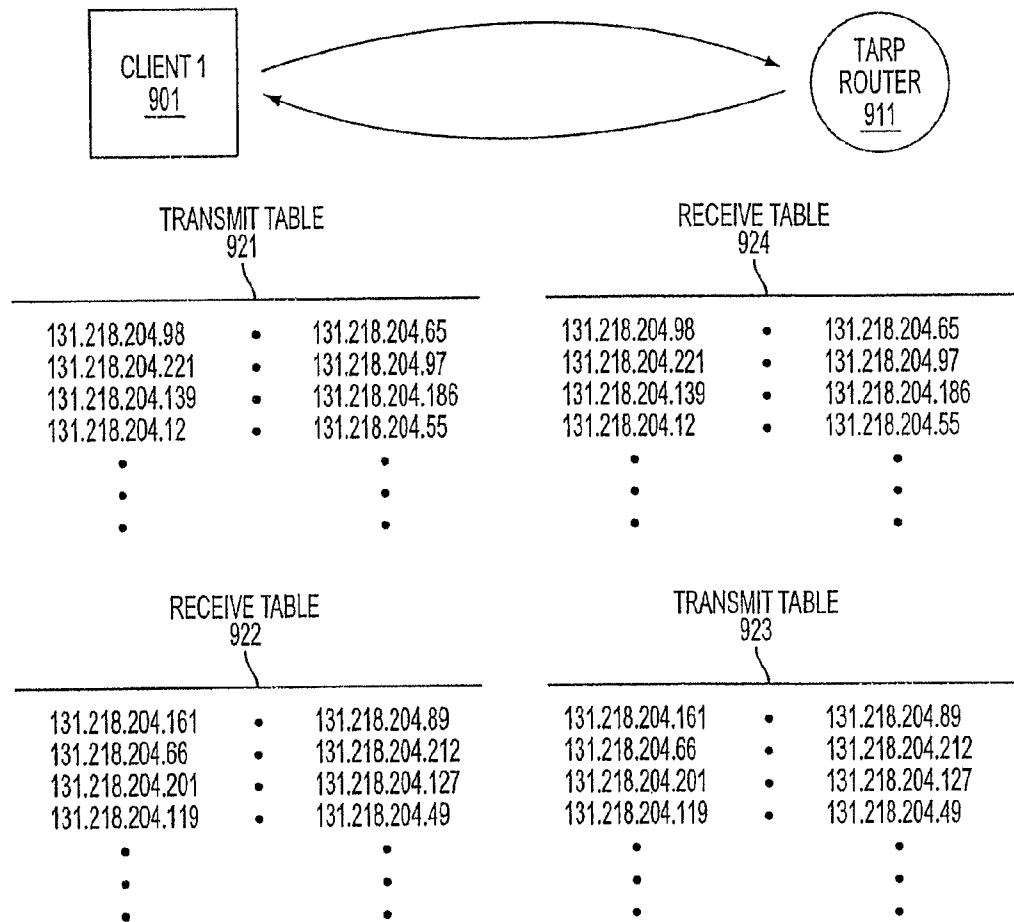 CLIENT 1
901
TARP
ROUTER
911
TRANSMIT TABLE
921
131.218.204.98 • 131.218.204.65
131.218.204.221 • 131.218.204.97
131.218.204.139 • 131.218.204.186
131.218.204.12 • 131.218.204.55
RECEIVE TABLE
924
131.218.204.98 • 131.218.204.65
131.218.204.221 • 131.218.204.97
131.218.204.139 • 131.218.204.186
131.218.204.12 • 131.218.204.55
RECEIVE TABLE
922
131.218.204.161 • 131.218.204.89
131.218.204.66 • 131.218.204.212
131.218.204.201 • 131.218.204.127
131.218.204.119 • 131.218.204.49
TRANSMIT TABLE
923
131.218.204.161 • 131.218.204.89
131.218.204.66 • 131.218.204.212
131.218.204.201 • 131.218.204.127
131.218.204.119 • 131.218.204.49